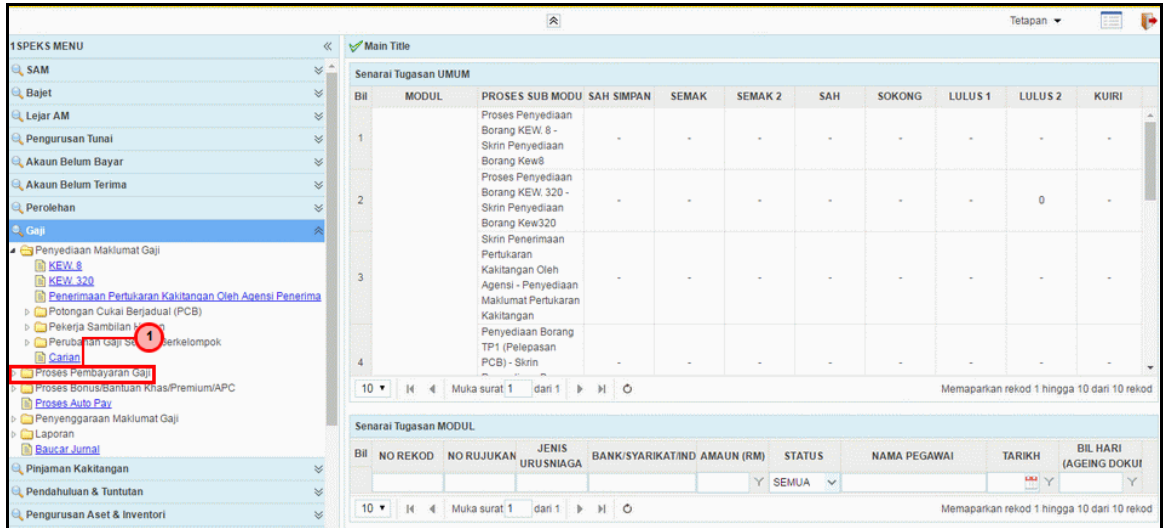 Tetapan
1SPEKS MENU
Main Title
SAM
Bajet
Lejar AM
Pengurusan Tunai
Akaun Belum Bayar
Akaun Belum Terima
Perolehan
Gaji
Penyediaan Maklumat Gaji
KEW. 8
KEW. 320
Penerimaan Pertukaran Kakitangan Oleh Agensi Penerima
Potongan Cukai Berjadual (PCB)
Pekerja Sambilan
Perubahan Gaji Berkelompok
1
Carian
Proses Pembayaran Gaji
Proses Bonus/Bantuan Khas/Premium/APC
Proses Auto Pay
Penyenggaraan Maklumat Gaji
Laporan
Baucar Jurnal
Pinjaman Kakitangan
Pendahuluan & Tuntutan
Pengurusan Aset & Inventori
Senarai Tugasan UMUM
Bil MODUL PROSES SUB MODU SAH SIMPAN SEMAK SEMAK 2 SAH SOKONG LULUS 1 LULUS 2 KUIRI
Proses Penyediaan
Borang KEW. 8 -
1 - - - - - - - -
Skrin Penyediaan
Borang Kew8
Proses Penyediaan
Borang KEW. 320 -
2 - - - - - - 0 -
Skrin Penyediaan
Borang Kew320
Skrin Penerimaan
Pertukaran
Kakitangan Oleh
3 - - - - - - - -
Agensi - Penyediaan
Maklumat Pertukaran
Kakitangan
Penyediaan Borang
TP1 (Pelepasan
4 PCB) - Skrin - - - - - - - -
10 Muka surat 1 dari 1 Memaparkan rekod 1 hingga 10 dari 10 rekod
Senarai Tugasan MODUL
Bil NO REKOD NO RUJUKAN JENIS URUSNIAGA BANK/SYARIKAT/IND AMAUN (RM) STATUS NAMA PEGAWAI TARIKH BIL HARI (AGEING DOKUM
SEMUA
10 Muka surat 1 dari 1 Memaparkan rekod 1 hingga 10 dari 10 rekod